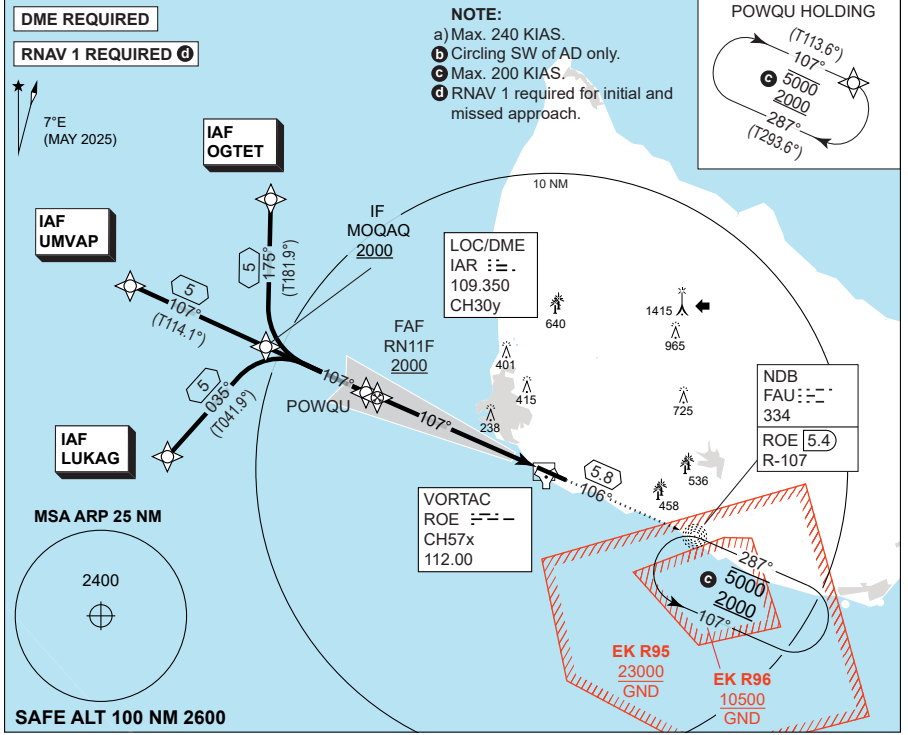 DME REQUIRED
RNAV 1 REQUIRED d
7°E
(MAY 2025)
NOTE:
a) Max. 240 KIAS.
b Circling SW of AD only.
c Max. 200 KIAS.
d RNAV 1 required for initial and
missed approach.
POWQU HOLDING
(T113.6°)
107°
c 5000
2000
287°
(T293.6°)
IAF
OGTET
IAF
UMVAP
IF
MOQAQ
2000
5
175°
(T181.9°)
5
107°
(T114.1°)
5
035°
(T041.9°)
IAF
LUKAG
10 NM
LOC/DME
IAR
109.350
CH30y
640
1415
965
401
415
238
725
FAF
RN11F
2000
107°
POWQU
107°
NDB
FAU
334
ROE 5.4
R-107
536
458
5.8
106°
VORTAC
ROE
CH57x
112.00
MSA ARP 25 NM
2400
SAFE ALT 100 NM 2600
287°
c 5000
2000
107°
EK R95
23000
GND
EK R96
10500
GND